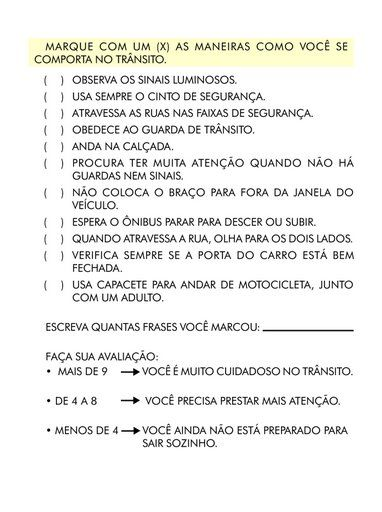 MARQUE COM UM (X) AS MANEIRAS COMO VOCÊ SE
COMPORTA NO TRÂNSITO.
( ) OBSERVA OS SINAIS LUMINOSOS.
( ) USA SEMPRE O CINTO DE SEGURANÇA.
( ) ATRAVESSA AS RUAS NAS FAIXAS DE SEGURANÇA.
( ) OBEDECE AO GUARDA DE TRÂNSITO.
( ) ANDA NA CALÇADA.
( ) PROCURA TER MUITA ATENÇÃO QUANDO NÃO HÁ
GUARDAS NEM SINAIS.
( ) NÃO COLOCA O BRAÇO PARA FORA DA JANELA DO
VEÍCULO.
( ) ESPERA O ÔNIBUS PARAR PARA DESCER OU SUBIR.
( ) QUANDO ATRAVESSA A RUA, OLHA PARA OS DOIS LADOS.
( ) VERIFICA SEMPRE SE A PORTA DO CARRO ESTÁ BEM
FECHADA.
( ) USA CAPACETE PARA ANDAR DE MOTOCICLETA, JUNTO
COM UM ADULTO.
ESCREVA QUANTAS FRASES VOCÊ MARCOU: ____________
FAÇA SUA AVALIAÇÃO:
• MAIS DE 9 → VOCÊ É MUITO CUIDADOSO NO TRÂNSITO.
• DE 4 A 8 → VOCÊ PRECISA PRESTAR MAIS ATENÇÃO.
• MENOS DE 4 → VOCÊ AINDA NÃO ESTÁ PREPARADO PARA
SAIR SOZINHO.